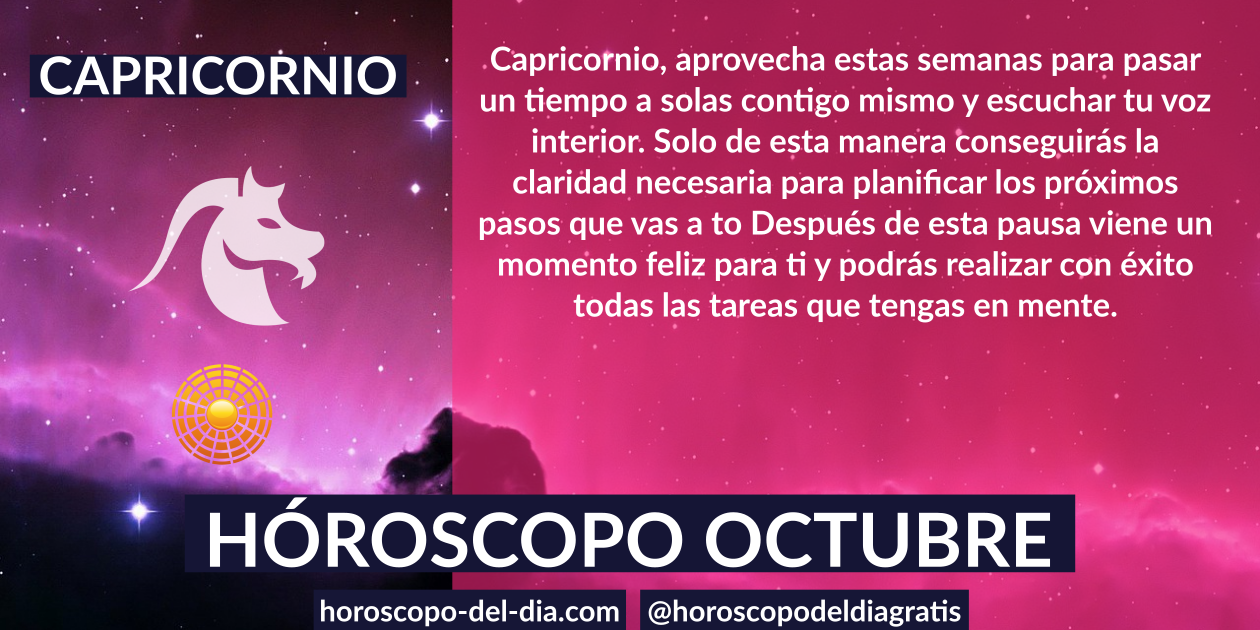 CAPRICORNIO
Capricornio, aprovecha estas semanas para pasar
un tiempo a solas contigo mismo y escuchar tu voz
interior. Solo de esta manera conseguirás la
claridad necesaria para planificar los próximos
pasos que vas a to Después de esta pausa viene un
momento feliz para ti y podrás realizar con éxito
todas las tareas que tengas en mente.
HÓROSCOPO OCTUBRE
horoscopo-del-dia.com
@horoscopodeldiagratis